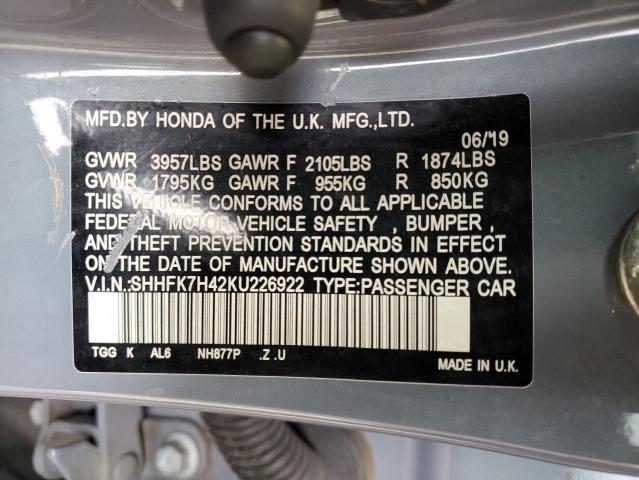 MFD.BY HONDA OF THE U.K. MFG.,LTD.
06/19
GVWR 3957LBS GAWR F 2105LBS R 1874LBS
GVWR 1795KG GAWR F 955KG R 850KG
THIS VEHICLE CONFORMS TO ALL APPLICABLE
FEDERAL MOTOR VEHICLE SAFETY , BUMPER ,
AND THEFT PREVENTION STANDARDS IN EFFECT
ON THE DATE OF MANUFACTURE SHOWN ABOVE.
V.I.N.:SHHFK7H42KU226922 TYPE:PASSENGER CAR
TGG K AL6 NH877P .Z .U
MADE IN U.K.